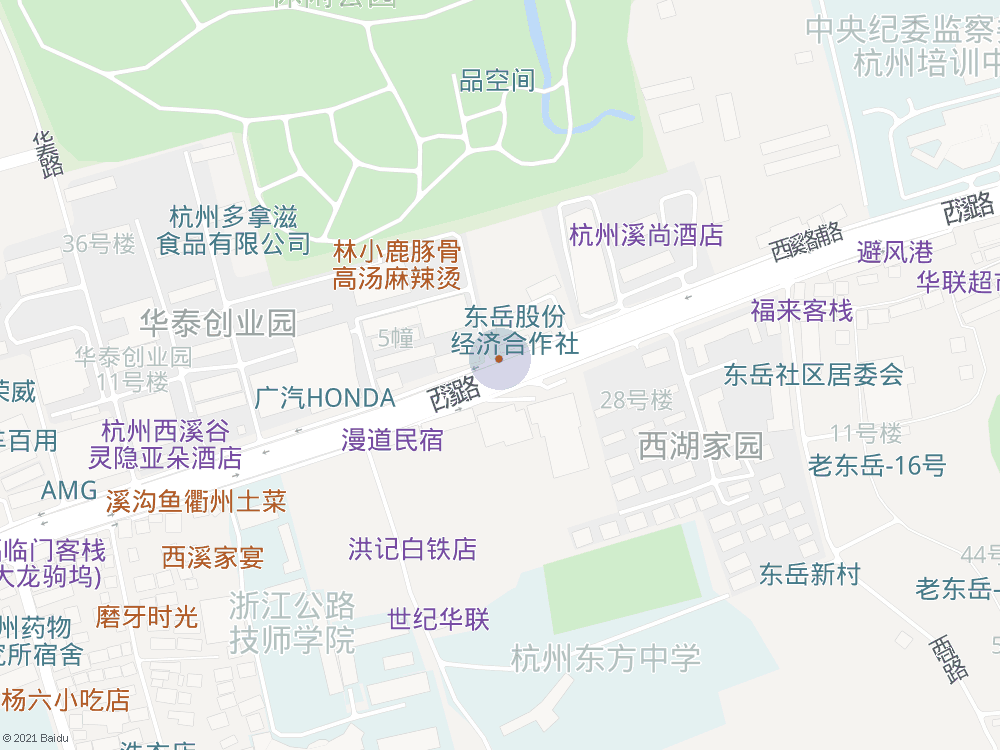 中央纪委监察
杭州培训中
品空间
华泰路
杭州多拿滋
食品有限公司
36号楼
林小鹿豚骨
高汤麻辣烫
杭州溪尚酒店
西溪路
西溪路辅路
避风港
华联超市
福来客栈
东岳股份
经济合作社
华泰创业园
5幢
华泰创业园
11号楼
荣威
广汽HONDA
西溪路
东岳社区居委会
28号楼
百用
杭州西溪谷
灵隐亚朵酒店
漫道民宿
西湖家园
11号楼
老东岳-16号
AMG
溪沟鱼衢州土菜
临门客栈
大龙驹坞)
西溪家宴
洪记白铁店
44号
东岳新村
老东岳-
磨牙时光
浙江公路
技师学院
世纪华联
州药物
究所宿舍
杭州东方中学
杨六小吃店
© 2021 Baidu